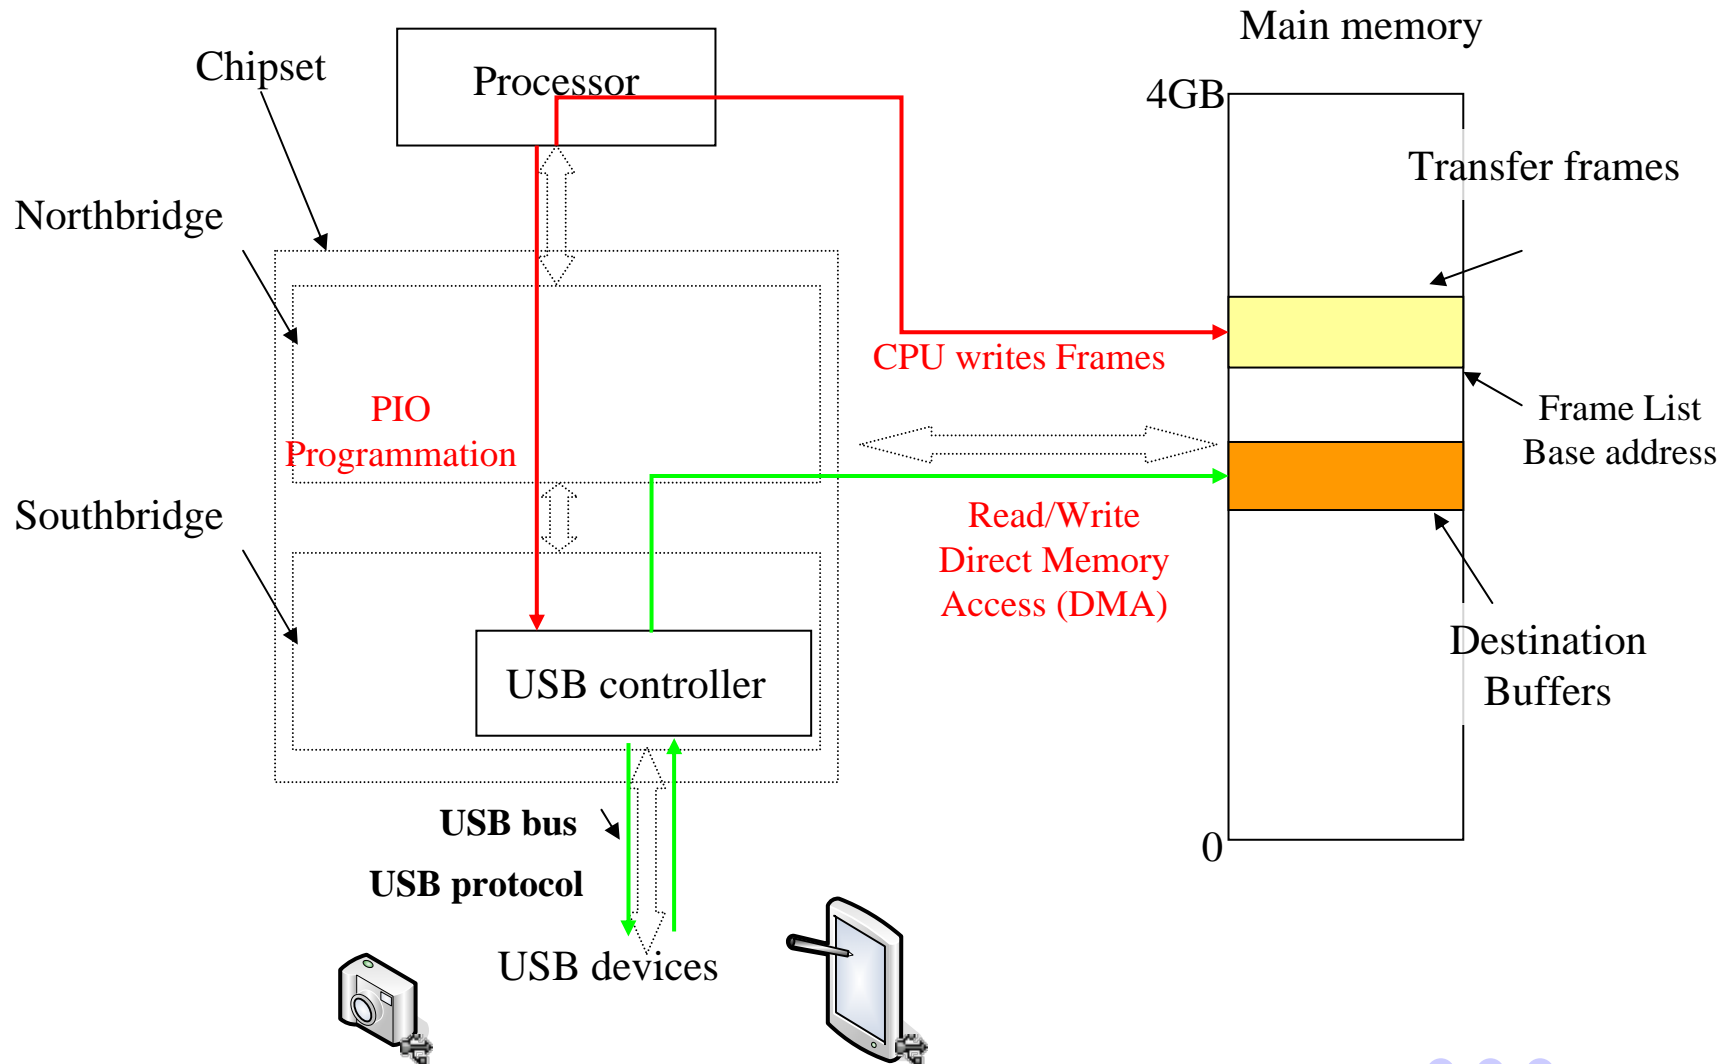 Main memory
Chipset
Processor
4GB
Transfer frames
Northbridge
CPU writes Frames
PIO
Programmation
Frame List
Base address
Southbridge
Read/Write
Direct Memory
Access (DMA)
USB controller
Destination
Buffers
USB bus
0
USB protocol
USB devices